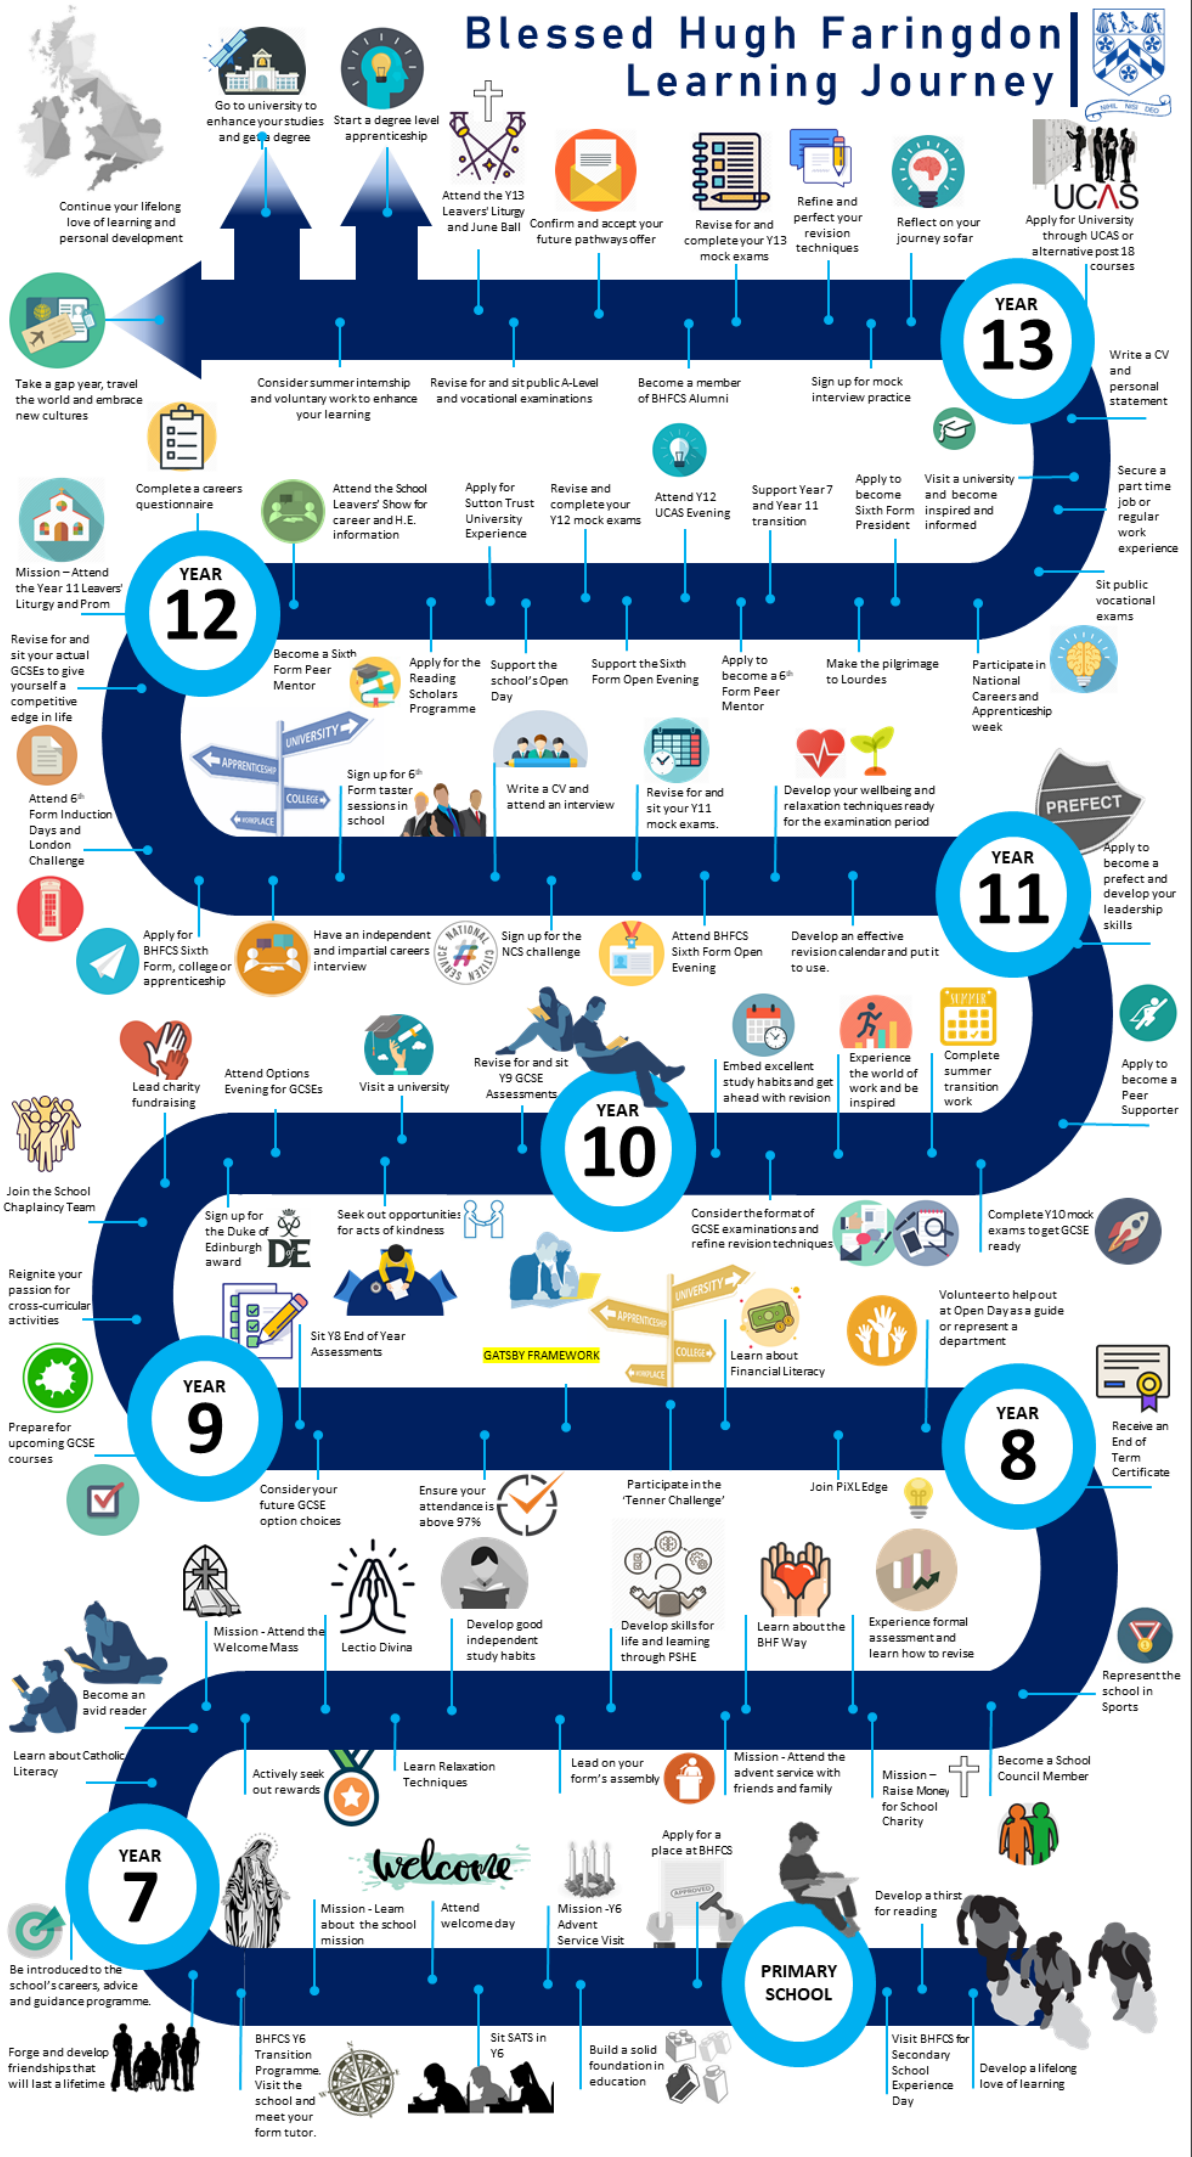 Blessed Hugh Faringdon
Learning Journey
NIHIL NISI DEO
Go to university to
enhance your studies
and get a degree
Start a degree level
apprenticeship
Continue your lifelong
love of learning and
personal development
Attend the Y13
Leavers' Liturgy
and June Ball
Confirm and accept your
future pathways offer
Revise for and
complete your Y13
mock exams
Refine and
perfect your
revision
techniques
Reflect on your
journey so far
UCAS
Apply for University
through UCAS or
alternative post 18
courses
YEAR
13
Take a gap year, travel
the world and embrace
new cultures
Consider summer internship
and voluntary work to enhance
your learning
Revise for and sit public A-Level
and vocational examinations
Become a member
of BHFCS Alumni
Sign up for mock
interview practice
Write a CV
and
personal
statement
Complete a careers
questionnaire
Attend the School
Leavers' Show for
career and H.E.
information
Apply for
Sutton Trust
University
Experience
Revise and
complete your
Y12 mock exams
Attend Y12
UCAS Evening
Support Year 7
and Year 11
transition
Apply to
become
Sixth Form
President
Visit a university
and become
inspired and
informed
Secure a
part time
job or
regular
work
experience
Sit public
vocational
exams
Mission – Attend
the Year 11 Leavers'
Liturgy and Prom
YEAR
12
Revise for and
sit your actual
GCSEs to give
yourself a
competitive
edge in life
Become a Sixth
Form Peer
Mentor
Apply for the
Reading
Scholars
Programme
Support the
school's Open
Day
Support the Sixth
Form Open Evening
Apply to
become a 6th
Form Peer
Mentor
Make the pilgrimage
to Lourdes
Participate in
National
Careers and
Apprenticeship
week
UNIVERSITY
APPRENTICESHIP
COLLEGE
WORKPLACE
Attend 6th
Form Induction
Days and
London
Challenge
Sign up for 6th
Form taster
sessions in
school
Write a CV and
attend an interview
Revise for and
sit your Y11
mock exams.
Develop your wellbeing and
relaxation techniques ready
for the examination period
PREFECT
YEAR
11
Apply to
become a
prefect and
develop your
leadership
skills
Apply for
BHFCS Sixth
Form, college or
apprenticeship
Have an independent
and impartial careers
interview
NATIONAL CITIZEN SERVICE
Sign up for the
NCS challenge
Attend BHFCS
Sixth Form Open
Evening
Develop an effective
revision calendar and put it
to use.
Lead charity
fundraising
Attend Options
Evening for GCSEs
Visit a university
Revise for and sit
Y9 GCSE
Assessments
YEAR
10
Embed excellent
study habits and get
ahead with revision
Experience
the world of
work and be
inspired
SUMMER
Complete
summer
transition
work
Apply to
become a
Peer
Supporter
Join the School
Chaplaincy Team
Sign up for
the Duke of
Edinburgh
award
DofE
Seek out opportunities
for acts of kindness
Consider the format of
GCSE examinations and
refine revision techniques
Complete Y10 mock
exams to get GCSE
ready
Reignite your
passion for
cross-curricular
activities
Sit Y8 End of Year
Assessments
GATSBY FRAMEWORK
UNIVERSITY
APPRENTICESHIP
COLLEGE
WORKPLACE
Learn about
Financial Literacy
Volunteer to help out
at Open Day as a guide
or represent a
department
YEAR
9
YEAR
8
Prepare for
upcoming GCSE
courses
Receive an
End of
Term
Certificate
Consider your
future GCSE
option choices
Ensure your
attendance is
above 97%
Participate in the
'Tenner Challenge'
Join PiXL Edge
Mission - Attend the
Welcome Mass
Lectio Divina
Develop good
independent
study habits
Develop skills for
life and learning
through PSHE
Learn about the
BHF Way
Experience formal
assessment and
learn how to revise
Represent the
school in
Sports
Become an
avid reader
Learn about Catholic
Literacy
Actively seek
out rewards
Learn Relaxation
Techniques
Lead on your
form's assembly
Mission - Attend the
advent service with
friends and family
Mission –
Raise Money
for School
Charity
Become a School
Council Member
YEAR
7
welcome
Apply for a
place at BHFCS
APPROVED
Mission - Learn
about the school
mission
Attend
welcome day
Mission -Y6
Advent
Service Visit
Develop a thirst
for reading
PRIMARY
SCHOOL
Be introduced to the
school's careers, advice
and guidance programme.
Forge and develop
friendships that
will last a lifetime
BHFCS Y6
Transition
Programme.
Visit the
school and
meet your
form tutor.
Sit SATS in
Y6
Build a solid
foundation in
education
Visit BHFCS for
Secondary
School
Experience
Day
Develop a lifelong
love of learning